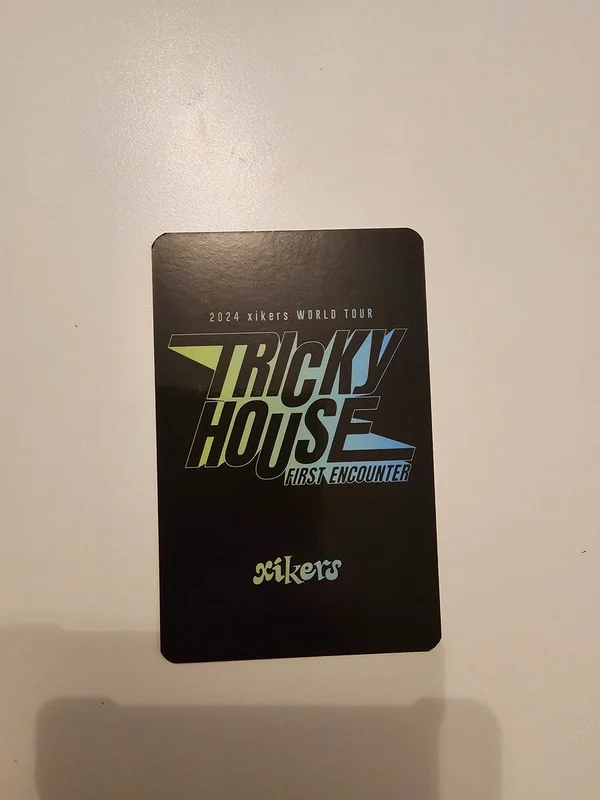 2024 xikers WORLD TOUR
TRICKY
HOUSE
FIRST ENCOUNTER
xikers